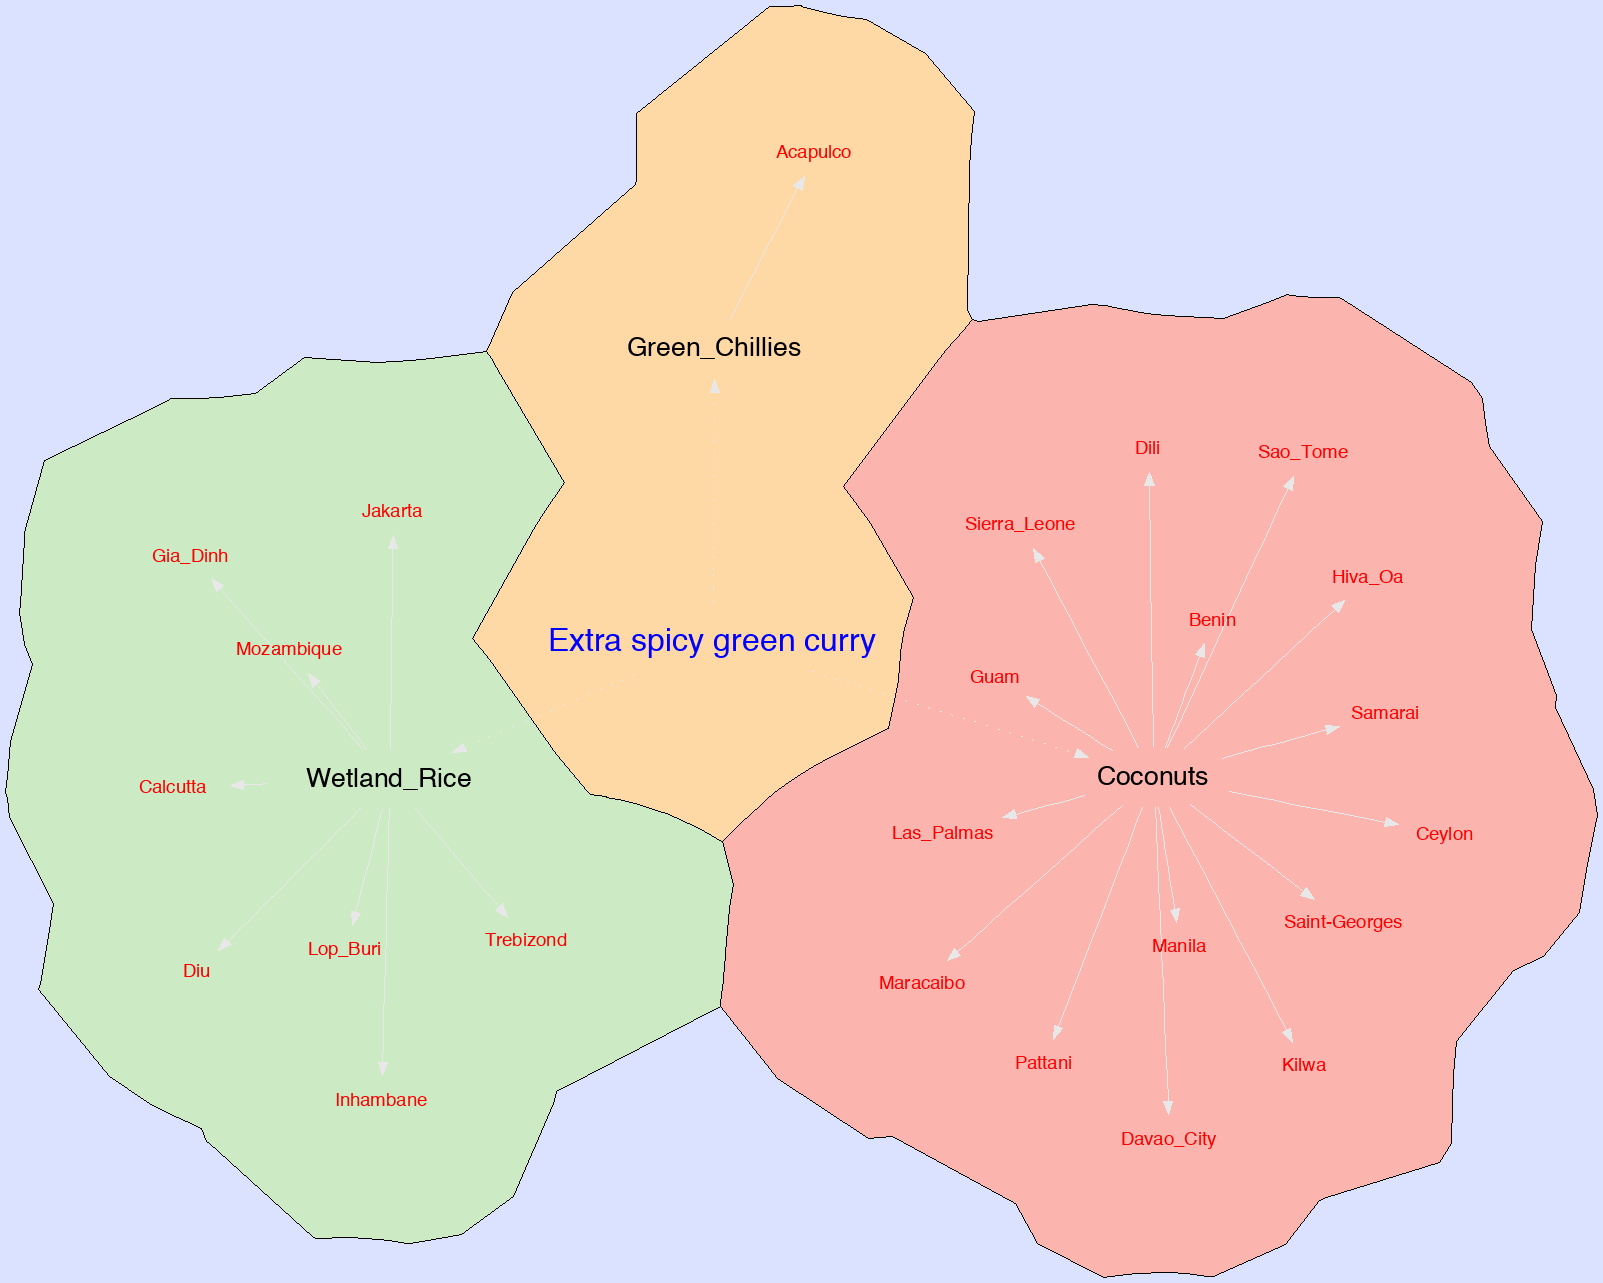 Acapulco
Green_Chillies
Dili
Sao_Tome
Jakarta
Sierra_Leone
Gia_Dinh
Hiva_Oa
Benin
Extra spicy green curry
Mozambique
Guam
Samarai
Wetland_Rice
Coconuts
Calcutta
Las_Palmas
Ceylon
Saint-Georges
Trebizond
Manila
Lop_Buri
Diu
Maracaibo
Pattani
Kilwa
Inhambane
Davao_City